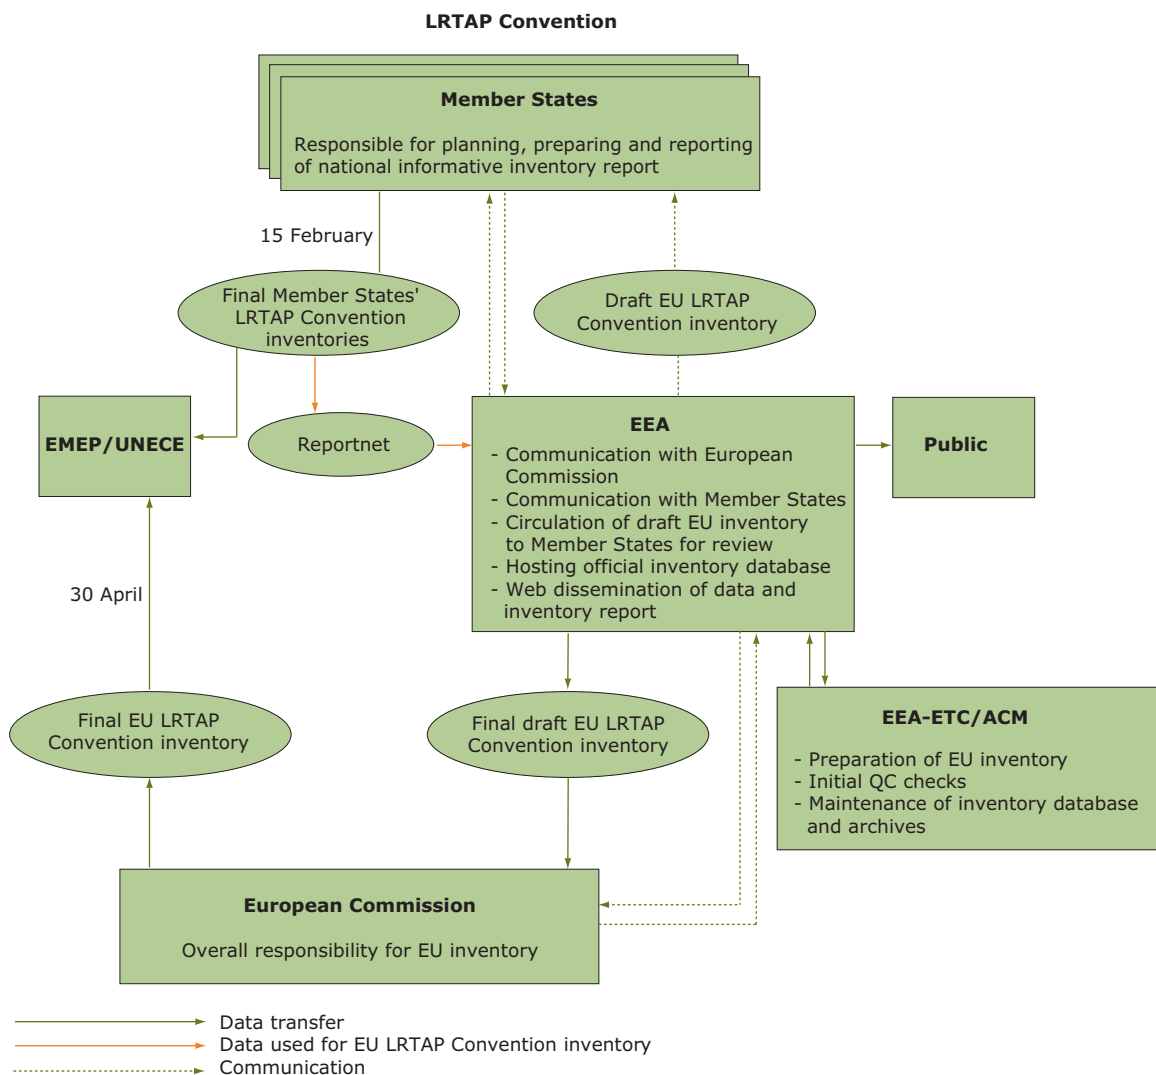 LRTAP Convention
Member States
Responsible for planning, preparing and reporting
of national informative inventory report
15 February
Final Member States'
LRTAP Convention
inventories
Draft EU LRTAP
Convention inventory
EMEP/UNECE
Reportnet
EEA
- Communication with European
Commission
- Communication with Member States
- Circulation of draft EU inventory
to Member States for review
- Hosting official inventory database
- Web dissemination of data and
inventory report
Public
30 April
Final EU LRTAP
Convention inventory
Final draft EU LRTAP
Convention inventory
EEA-ETC/ACM
- Preparation of EU inventory
- Initial QC checks
- Maintenance of inventory database
and archives
European Commission
Overall responsibility for EU inventory
Data transfer
Data used for EU LRTAP Convention inventory
Communication